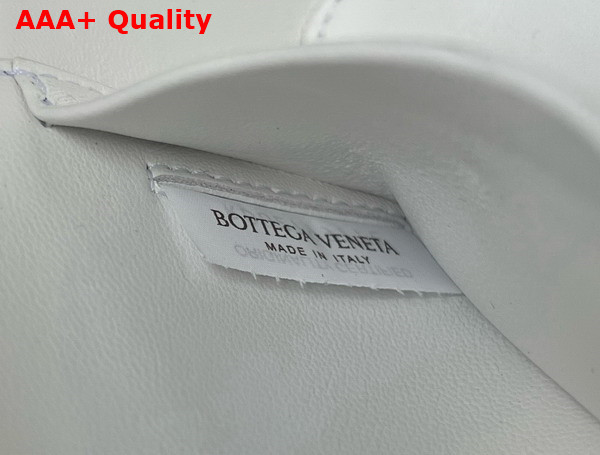 AAA+ Quality
BOTTEGA VENETA
MADE IN ITALY